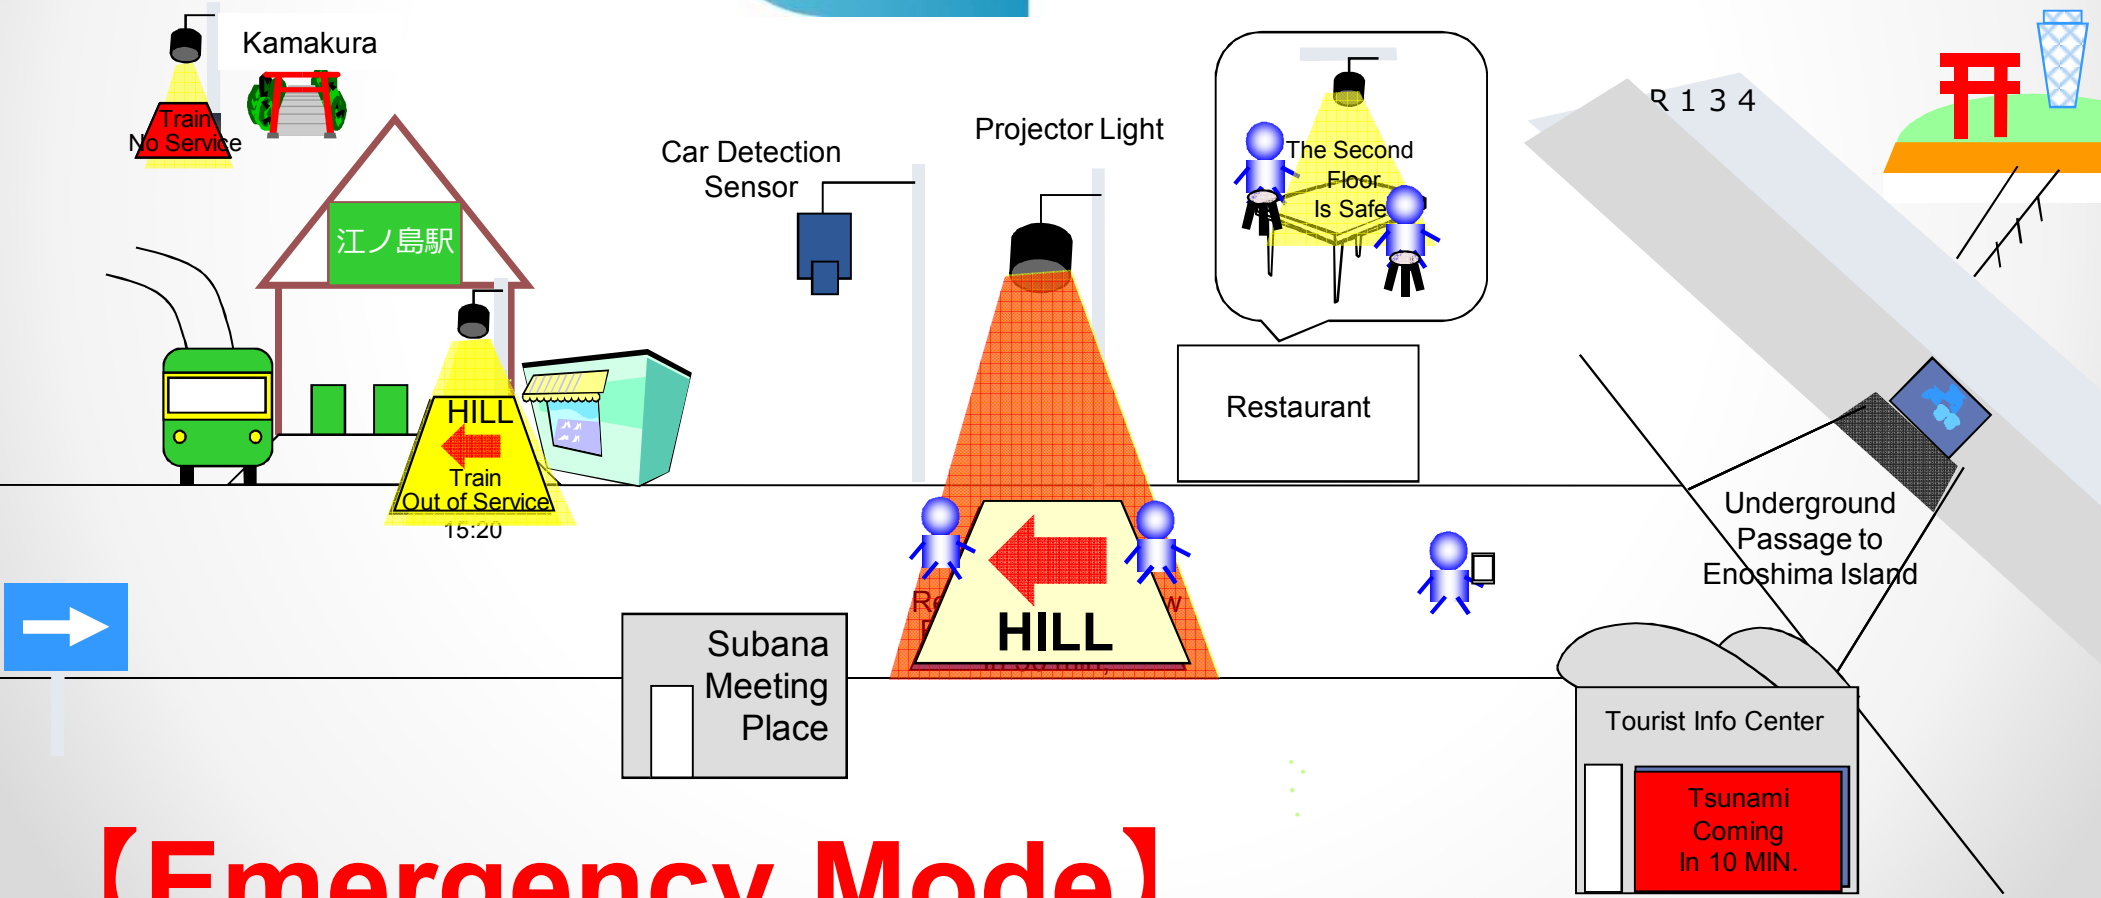 Kamakura
Train
No Service
江ノ島駅
HILL
Train
Out of Service
15:20
Car Detection
Sensor
Projector Light
The Second
Floor
Is Safe
Restaurant
R 1 3 4
Underground
Passage to
Enoshima Island
HILL
Subana
Meeting
Place
Tourist Info Center
Tsunami
Coming
In 10 MIN.
【Emergency Mode】